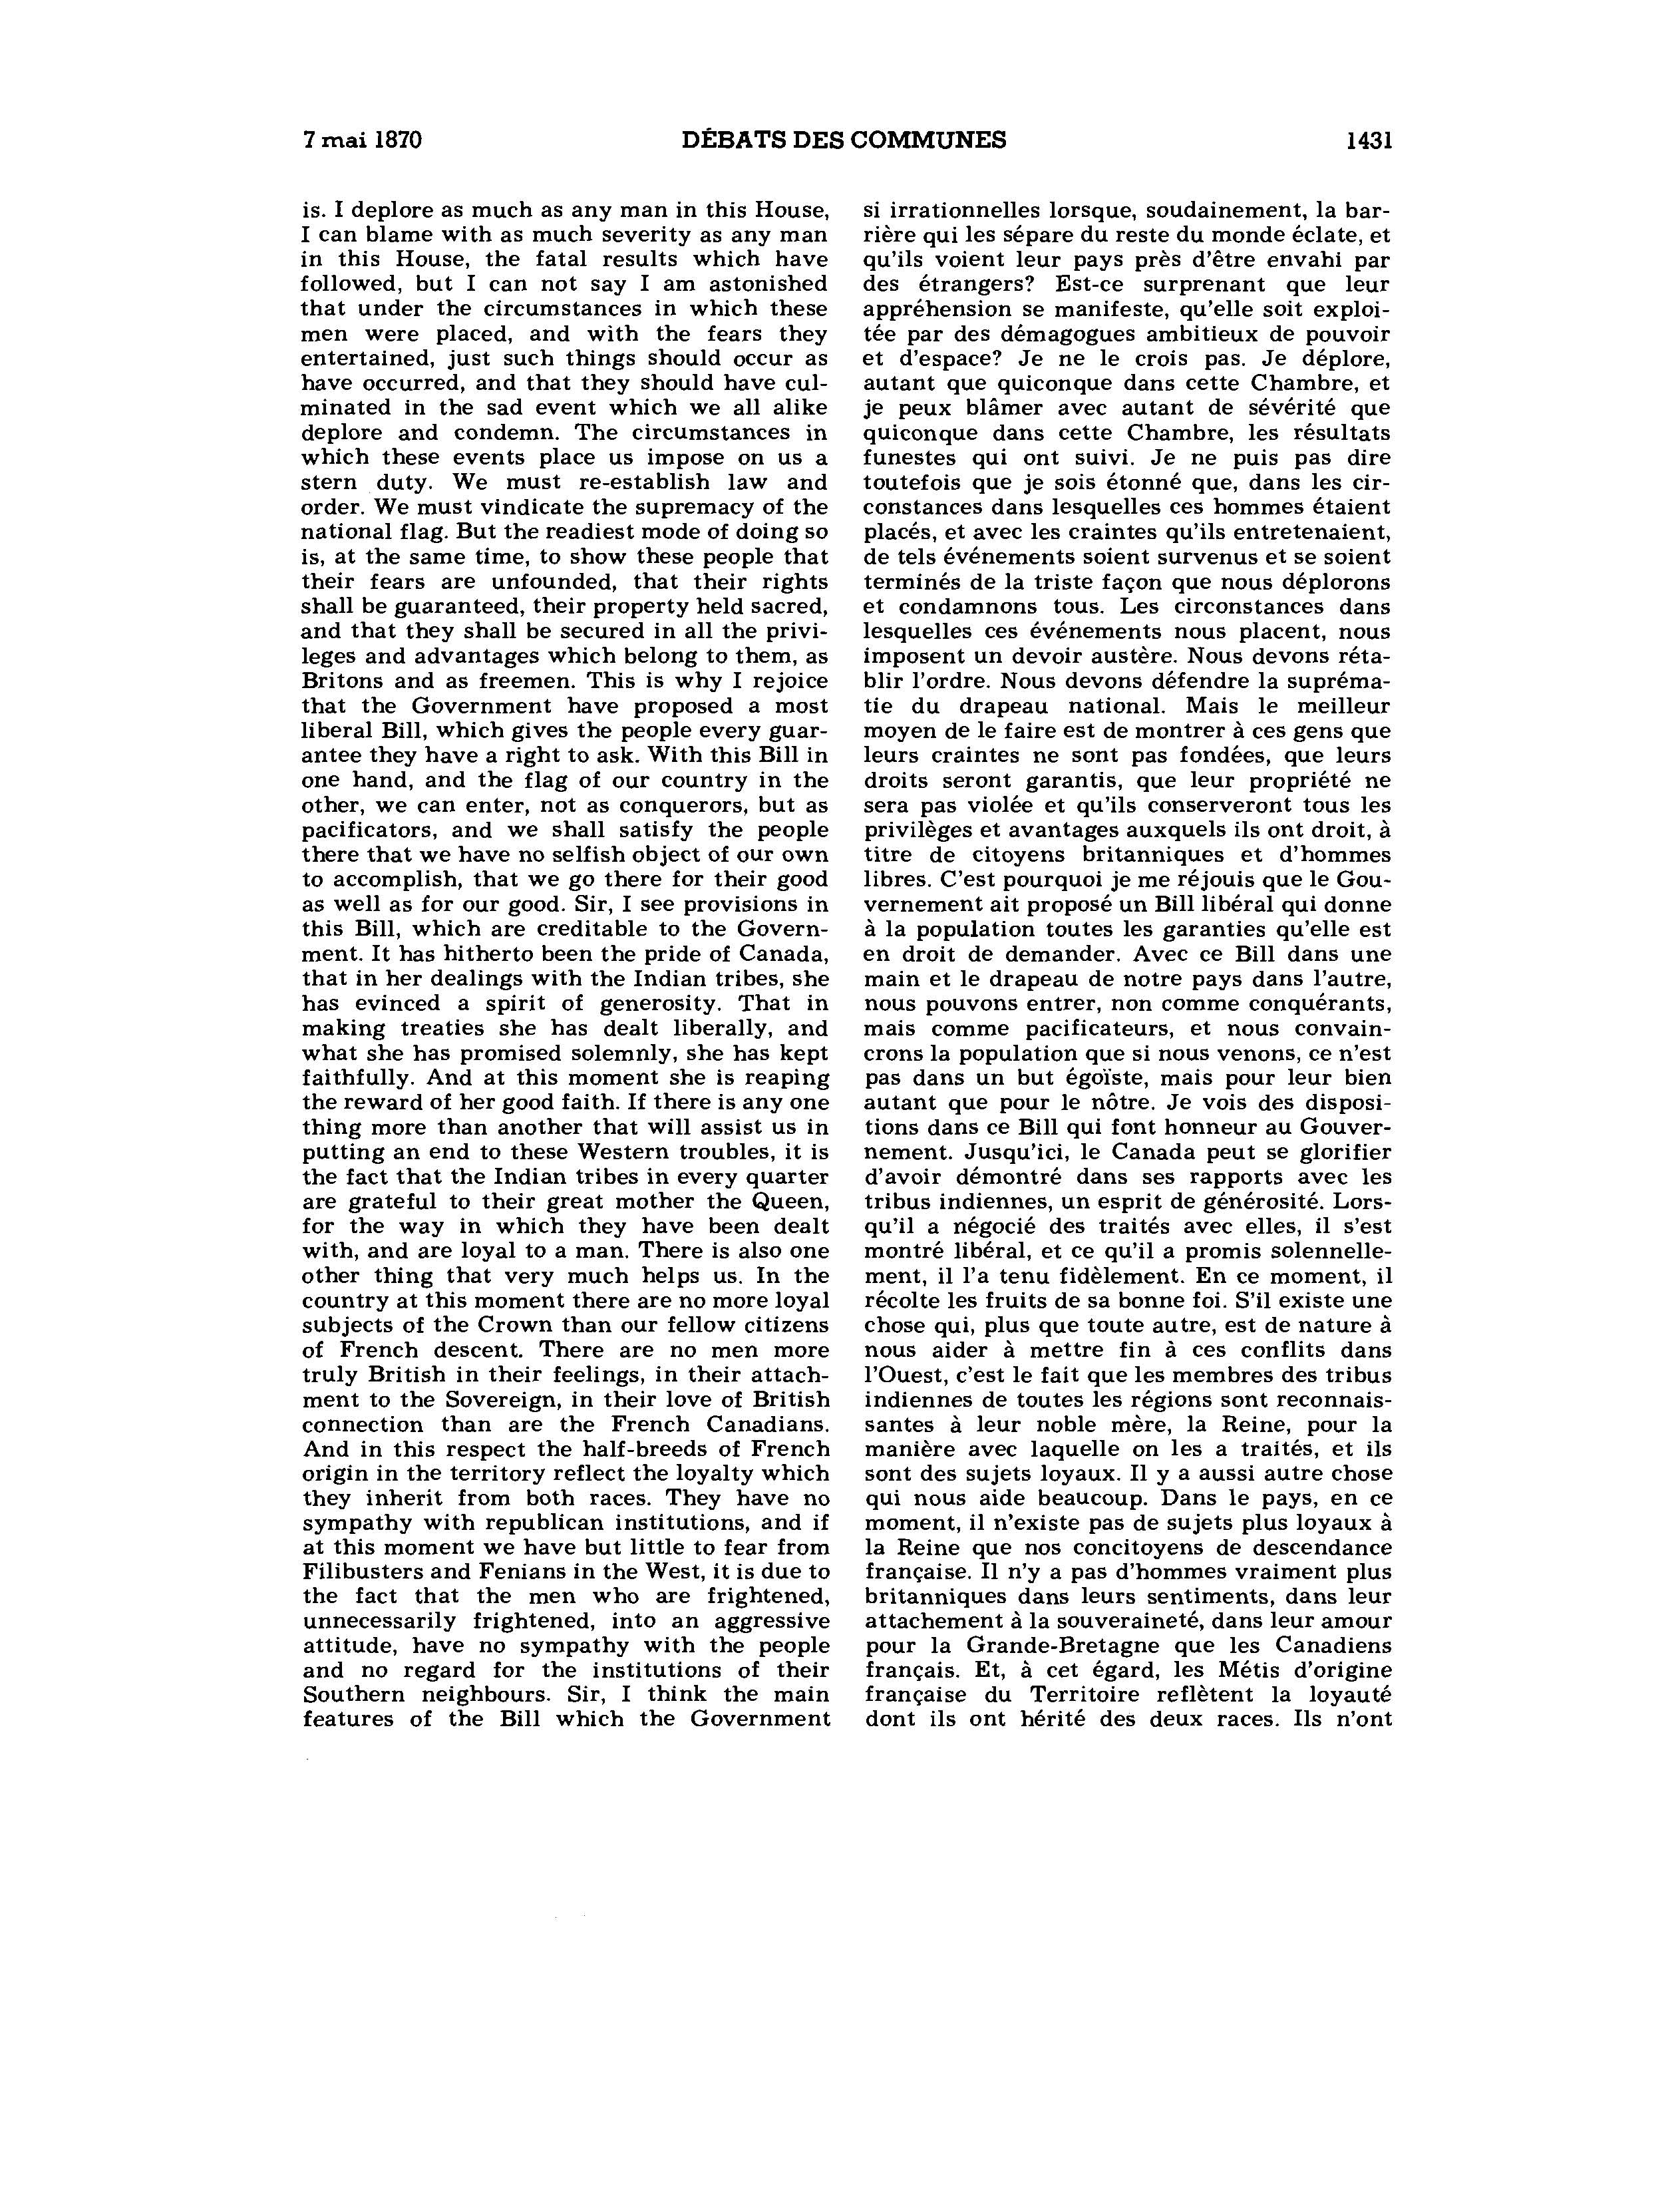 7 mai 1870
DÉBATS DES COMMUNES
1431
is. I deplore as much as any man in this House,
I can blame with as much severity as any man
in this House, the fatal results which have
followed, but I can not say I am astonished
that under the circumstances in which these
men were placed, and with the fears they
entertained, just such things should occur as
have occurred, and that they should have cul-
minated in the sad event which we all alike
deplore and condemn. The circumstances in
which these events place us impose on us a
stern duty. We must re-establish law and
order. We must vindicate the supremacy of the
national flag. But the readiest mode of doing so
is, at the same time, to show these people that
their fears are unfounded, that their rights
shall be guaranteed, their property held sacred,
and that they shall be secured in all the privi-
leges and advantages which belong to them, as
Britons and as freemen. This is why I rejoice
that the Government have proposed a most
liberal Bill, which gives the people every guar-
antee they have a right to ask. With this Bill in
one hand, and the flag of our country in the
other, we can enter, not as conquerors, but as
pacificators, and we shall satisfy the people
there that we have no selfish object of our own
to accomplish, that we go there for their good
as well as for our good. Sir, I see provisions in
this Bill, which are creditable to the Govern-
ment. It has hitherto been the pride of Canada,
that in her dealings with the Indian tribes, she
has evinced a spirit of generosity. That in
making treaties she has dealt liberally, and
what she has promised solemnly, she has kept
faithfully. And at this moment she is reaping
the reward of her good faith. If there is any one
thing more than another that will assist us in
putting an end to these Western troubles, it is
the fact that the Indian tribes in every quarter
are grateful to their great mother the Queen,
for the way in which they have been dealt
with, and are loyal to a man. There is also one
other thing that very much helps us. In the
country at this moment there are no more loyal
subjects of the Crown than our fellow citizens
of French descent. There are no men more
truly British in their feelings, in their attach-
ment to the Sovereign, in their love of British
connection than are the French Canadians.
And in this respect the half-breeds of French
origin in the territory reflect the loyalty which
they inherit from both races. They have no
sympathy with republican institutions, and if
at this moment we have but little to fear from
Filibusters and Fenians in the West, it is due to
the fact that the men who are frightened,
unnecessarily frightened, into an aggressive
attitude, have no sympathy with the people
and no regard for the institutions of their
Southern neighbours. Sir, I think the main
features of the Bill which the Government
si irrationnelles lorsque, soudainement, la bar-
rière qui les sépare du reste du monde éclate, et
qu'ils voient leur pays près d'être envahi par
des étrangers? Est-ce surprenant que leur
appréhension se manifeste, qu'elle soit exploi-
tée par des démagogues ambitieux de pouvoir
et d'espace? Je ne le crois pas. Je déplore,
autant que quiconque dans cette Chambre, et
je peux blâmer avec autant de sévérité que
quiconque dans cette Chambre, les résultats
funestes qui ont suivi. Je ne puis pas dire
toutefois que je sois étonné que, dans les cir-
constances dans lesquelles ces hommes étaient
placés, et avec les craintes qu'ils entretenaient,
de tels événements soient survenus et se soient
terminés de la triste façon que nous déplorons
et condamnons tous. Les circonstances dans
lesquelles ces événements nous placent, nous
imposent un devoir austère. Nous devons réta-
blir l'ordre. Nous devons défendre la supréma-
tie du drapeau national. Mais le meilleur
moyen de le faire est de montrer à ces gens que
leurs craintes ne sont pas fondées, que leurs
droits seront garantis, que leur propriété ne
sera pas violée et qu'ils conserveront tous les
privilèges et avantages auxquels ils ont droit, à
titre de citoyens britanniques et d'hommes
libres. C'est pourquoi je me réjouis que le Gou-
vernement ait proposé un Bill libéral qui donne
à la population toutes les garanties qu'elle est
en droit de demander. Avec ce Bill dans une
main et le drapeau de notre pays dans l'autre,
nous pouvons entrer, non comme conquérants,
mais comme pacificateurs, et nous convain-
crons la population que si nous venons, ce n'est
pas dans un but égoïste, mais pour leur bien
autant que pour le nôtre. Je vois des disposi-
tions dans ce Bill qui font honneur au Gouver-
nement. Jusqu'ici, le Canada peut se glorifier
d'avoir démontré dans ses rapports avec les
tribus indiennes, un esprit de générosité. Lors-
qu'il a négocié des traités avec elles, il s'est
montré libéral, et ce qu'il a promis solennelle-
ment, il l'a tenu fidèlement. En ce moment, il
récolte les fruits de sa bonne foi. S'il existe une
chose qui, plus que toute autre, est de nature à
nous aider à mettre fin à ces conflits dans
l'Ouest, c'est le fait que les membres des tribus
indiennes de toutes les régions sont reconnais-
santes à leur noble mère, la Reine, pour la
manière avec laquelle on les a traités, et ils
sont des sujets loyaux. Il y a aussi autre chose
qui nous aide beaucoup. Dans le pays, en ce
moment, il n'existe pas de sujets plus loyaux à
la Reine que nos concitoyens de descendance
française. Il n'y a pas d'hommes vraiment plus
britanniques dans leurs sentiments, dans leur
attachement à la souveraineté, dans leur amour
pour la Grande-Bretagne que les Canadiens
français. Et, à cet égard, les Métis d'origine
française du Territoire reflètent la loyauté
dont ils ont hérité des deux races. Ils n'ont